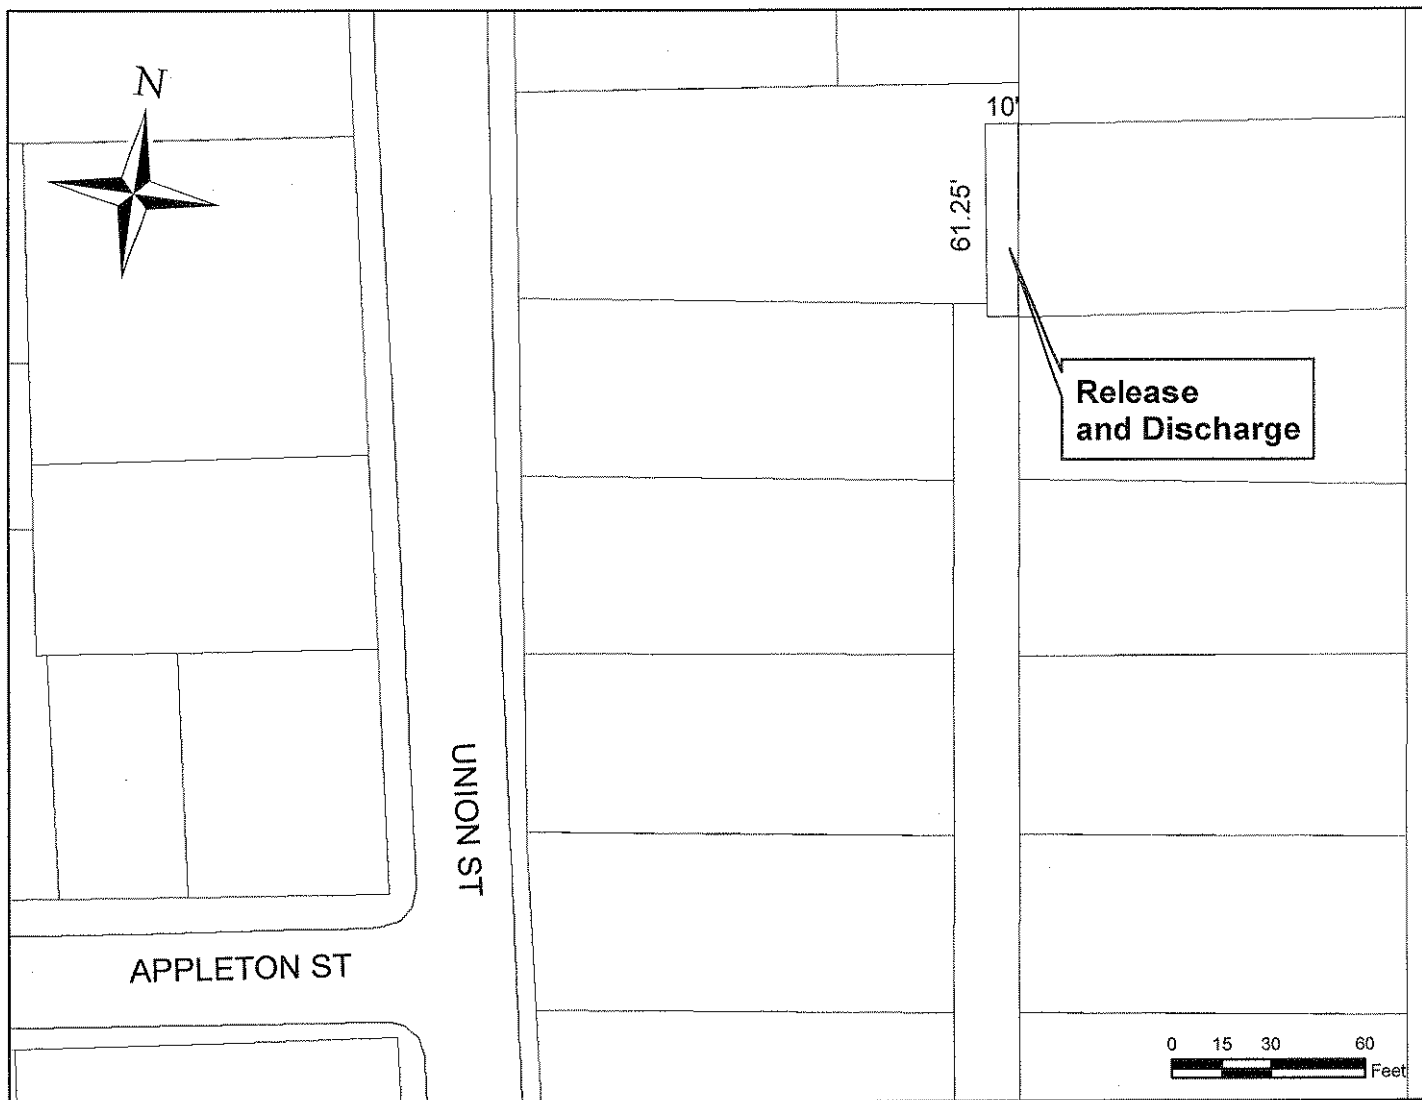 N
10'
61.25'
Release
and Discharge
UNION ST
APPLETON ST
0 15 30 60
Feet